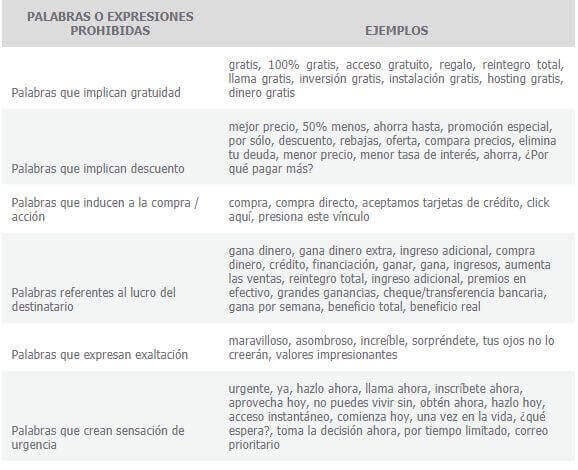 PALABRAS O EXPRESIONES
PROHIBIDAS
EJEMPLOS
Palabras que implican gratuidad
gratis, 100% gratis, acceso gratuito, regalo, reintegro total,
llama gratis, inversión gratis, instalación gratis, hosting gratis,
dinero gratis
Palabras que implican descuento
mejor precio, 50% menos, ahorra hasta, promoción especial,
por sólo, descuento, rebajas, oferta, compara precios, elimina
tu deuda, menor precio, menor tasa de interés, ahorra, ¿Por
qué pagar más?
Palabras que inducen a la compra /
acción
compra, compra directo, aceptamos tarjetas de crédito, click
aquí, presiona este vínculo
Palabras referentes al lucro del
destinatario
gana dinero, gana dinero extra, ingreso adicional, compra
dinero, crédito, financiación, ganar, gana, ingresos, aumenta
las ventas, reintegro total, ingreso adicional, premios en
efectivo, grandes ganancias, cheque/transferencia bancaria,
gana por semana, beneficio total, beneficio real
Palabras que expresan exaltación
maravilloso, asombroso, increíble, sorpréndete, tus ojos no lo
creerán, valores impresionantes
Palabras que crean sensación de
urgencia
urgente, ya, hazlo ahora, llama ahora, inscríbete ahora,
aprovecha hoy, no puedes vivir sin, obtén ahora, hazlo hoy,
acceso instantáneo, comienza hoy, una vez en la vida, ¿qué
espera?, toma la decisión ahora, por tiempo limitado, correo
prioritario